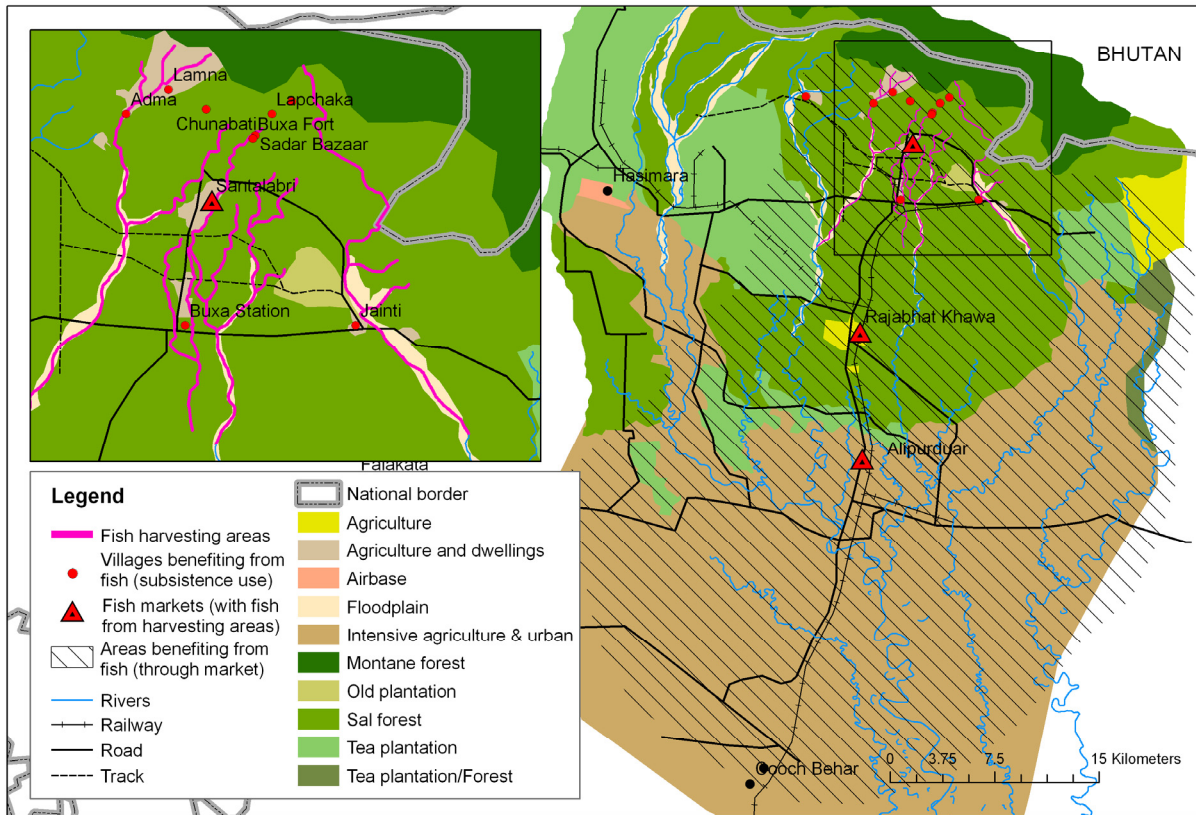 BHUTAN
Lamna
Adma
Lapchaka
Chunabati
Buxa Fort
Sadar Bazaar
Santalabri
Buxa Station
Jainti
Hasimara
Rajabhat Khawa
Alipurduar
Falakata
Cooch Behar
0 3.75 7.5 15 Kilometers
Legend
Fish harvesting areas
Villages benefiting from
fish (subsistence use)
Fish markets (with fish
from harvesting areas)
Areas benefiting from
fish (through market)
Rivers
Railway
Road
Track
National border
Agriculture
Agriculture and dwellings
Airbase
Floodplain
Intensive agriculture & urban
Montane forest
Old plantation
Sal forest
Tea plantation
Tea plantation/Forest